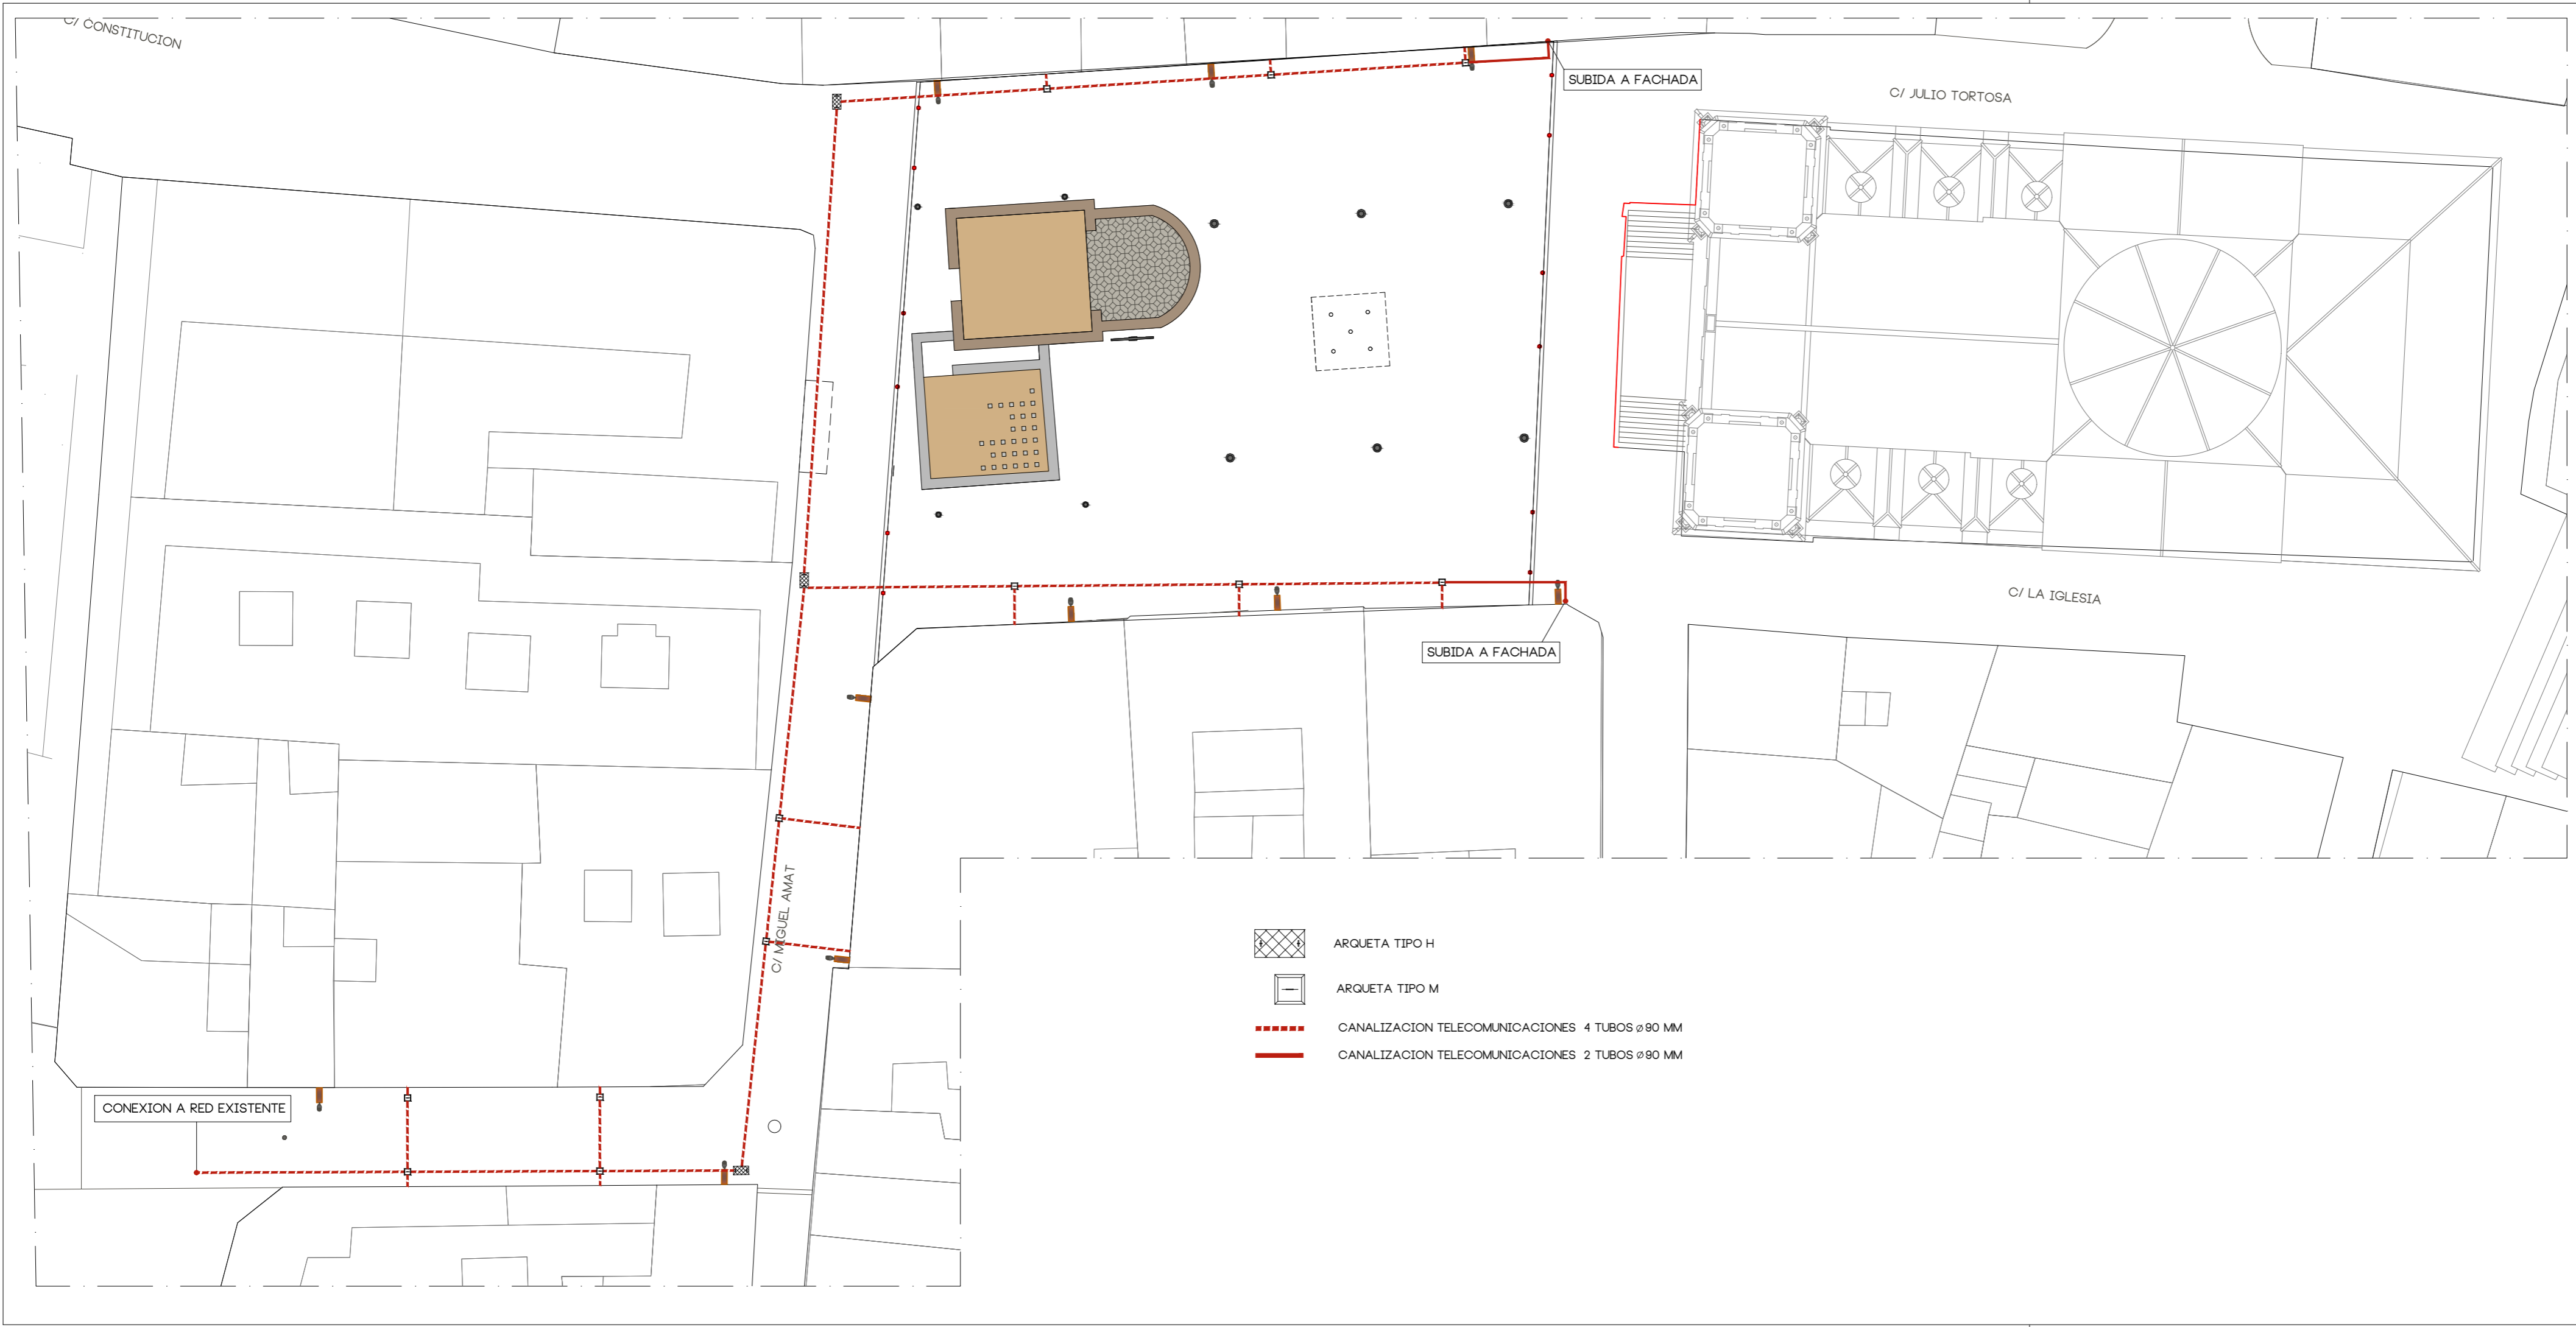 C/ CONSTITUCION
SUBIDA A FACHADA
C/ JULIO TORTOSA
C/ LA IGLESIA
SUBIDA A FACHADA
C/ MIGUEL AMAT
ARQUETA TIPO H
ARQUETA TIPO M
CANALIZACION TELECOMUNICACIONES 4 TUBOS ⌀90 MM
CANALIZACION TELECOMUNICACIONES 2 TUBOS ⌀90 MM
CONEXION A RED EXISTENTE